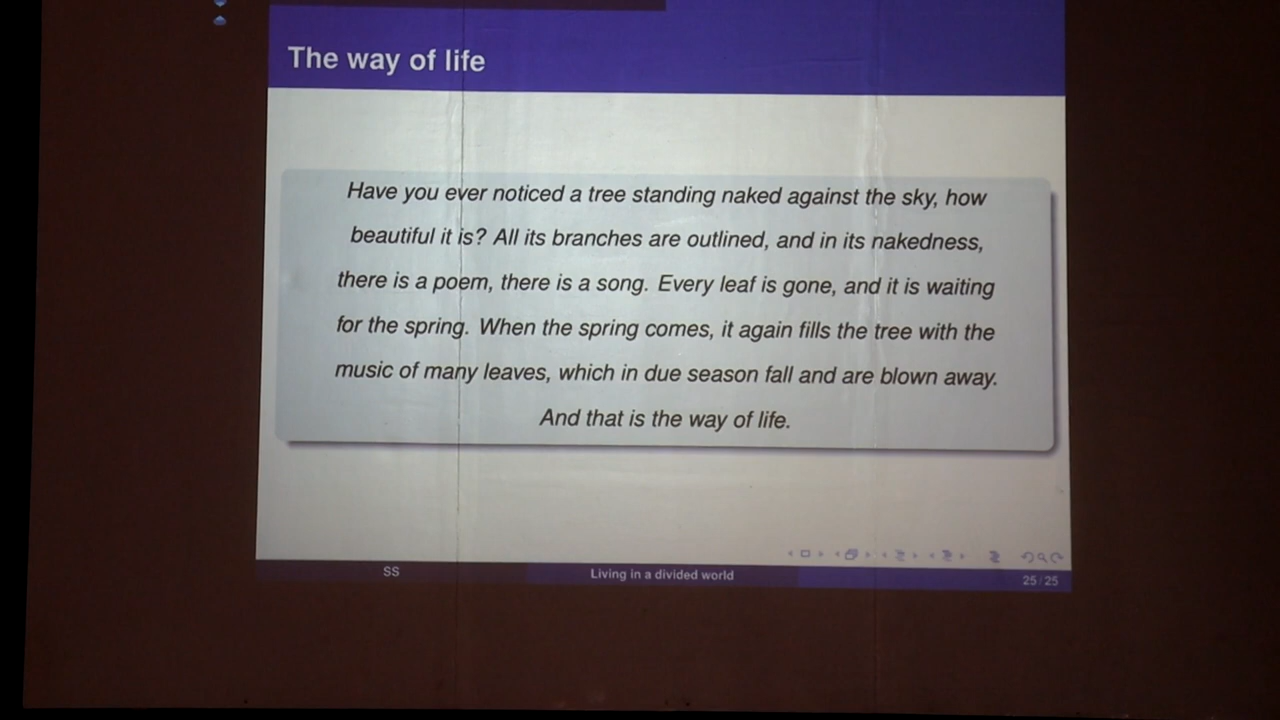 The way of life
Have you ever noticed a tree standing naked against the sky, how
beautiful it is? All its branches are outlined, and in its nakedness,
there is a poem, there is a song. Every leaf is gone, and it is waiting
for the spring. When the spring comes, it again fills the tree with the
music of many leaves, which in due season fall and are blown away.
And that is the way of life.
SS
Living in a divided world
25/25